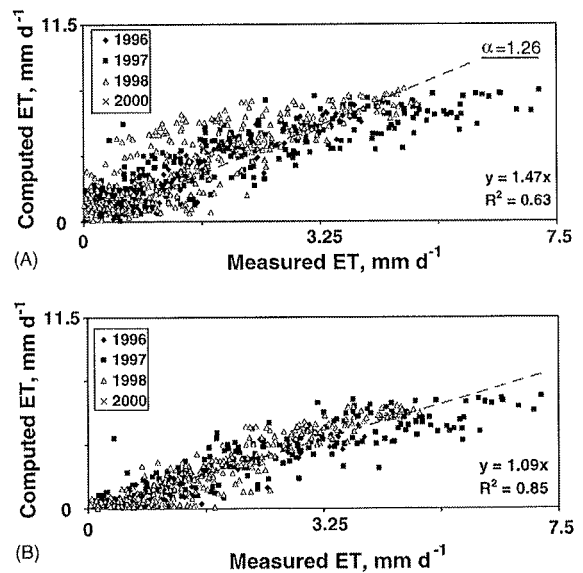 11.5
Computed ET, mm d⁻¹
1996
1997
1998
2000
α=1.26
y = 1.47x
R² = 0.63
0
0
3.25
7.5
(A)
Measured ET, mm d⁻¹
11.5
Computed ET, mm d⁻¹
1996
1997
1998
2000
y = 1.09x
R² = 0.85
0
0
3.25
7.5
(B)
Measured ET, mm d⁻¹